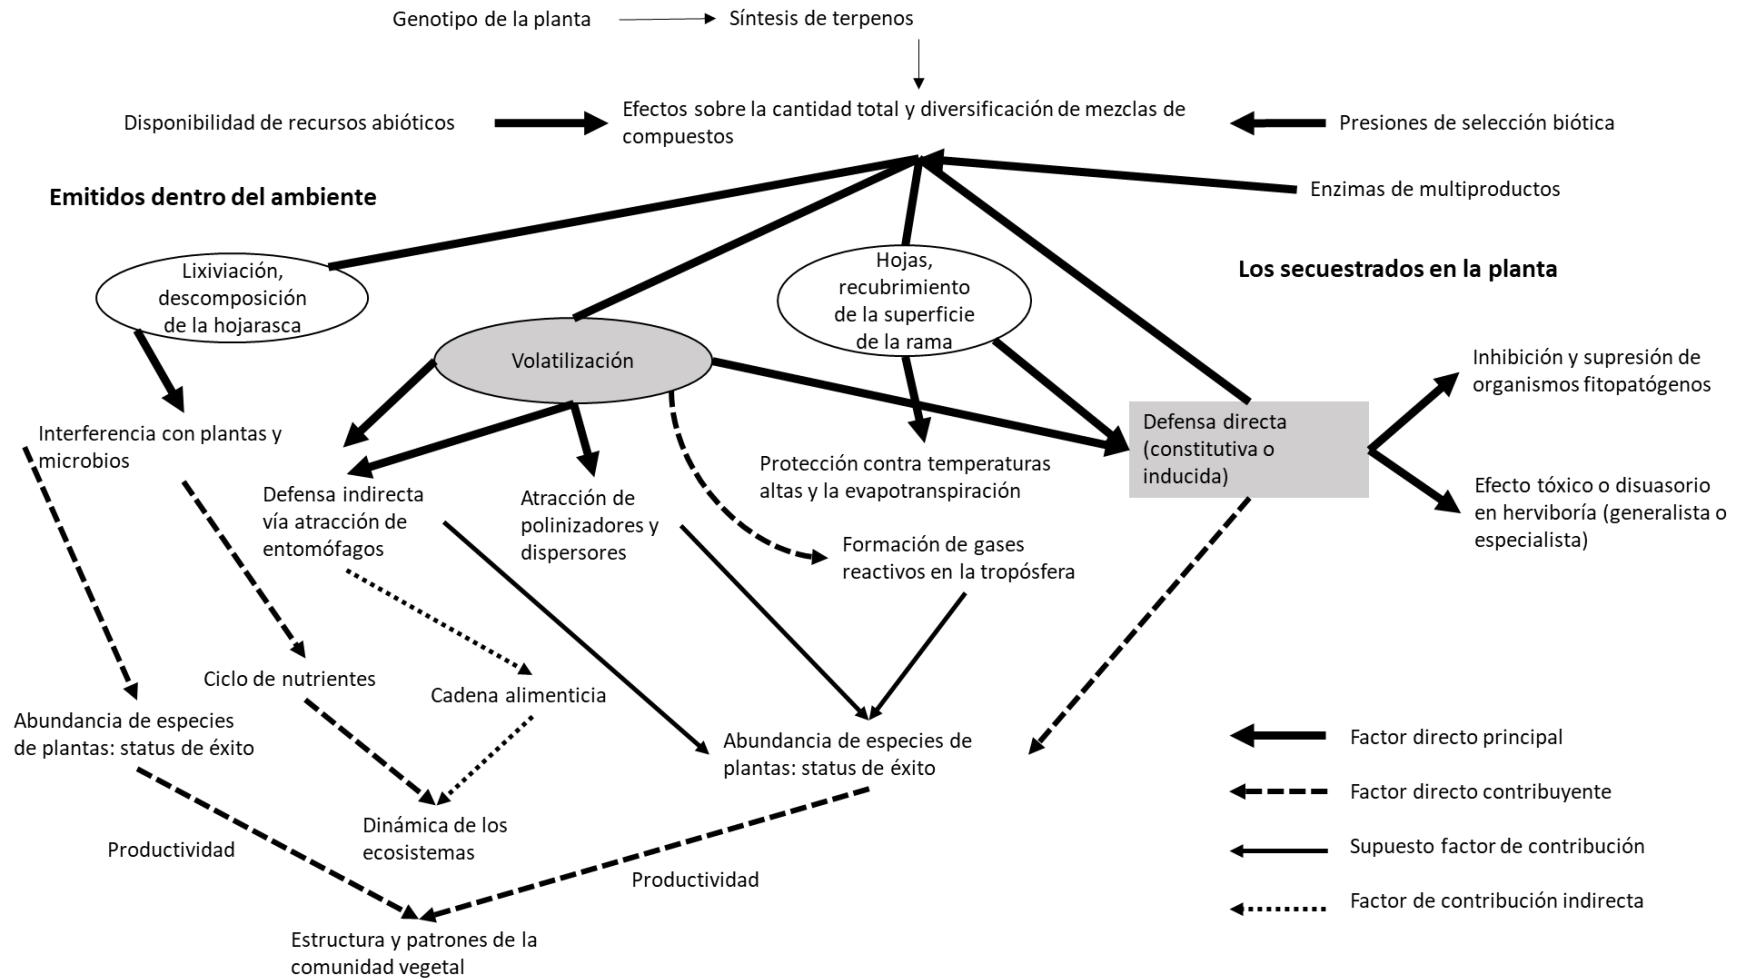 Genotipo de la planta
Síntesis de terpenos
Disponibilidad de recursos abióticos
Efectos sobre la cantidad total y diversificación de mezclas de
compuestos
Presiones de selección biótica
Enzimas de multiproductos
Emitidos dentro del ambiente
Los secuestrados en la planta
Lixiviación,
descomposición
de la hojarasca
Volatilización
Hojas,
recubrimiento
de la superficie
de la rama
Inhibición y supresión de
organismos fitopatógenos
Defensa directa
(constitutiva o
inducida)
Efecto tóxico o disuasorio
en herviboría (generalista o
especialista)
Interferencia con plantas y
microbios
Defensa indirecta
vía atracción de
entomófagos
Atracción de
polinizadores y
dispersores
Protección contra temperaturas
altas y la evapotranspiración
Formación de gases
reactivos en la tropósfera
Ciclo de nutrientes
Cadena alimenticia
Abundancia de especies
de plantas: status de éxito
Abundancia de especies de
plantas: status de éxito
Dinámica de los
ecosistemas
Productividad
Productividad
Estructura y patrones de la
comunidad vegetal
Factor directo principal
Factor directo contribuyente
Supuesto factor de contribución
Factor de contribución indirecta